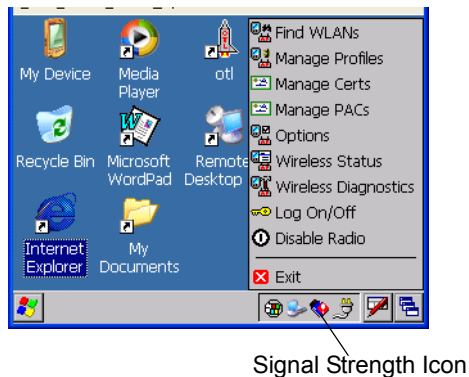 My Device
Media
Player
otl
Recycle Bin
Microsoft
WordPad
Remote
Desktop
Internet
Explorer
My
Documents
Find WLANs
Manage Profiles
Manage Certs
Manage PACs
Options
Wireless Status
Wireless Diagnostics
Log On/Off
Disable Radio
Exit
Signal Strength Icon